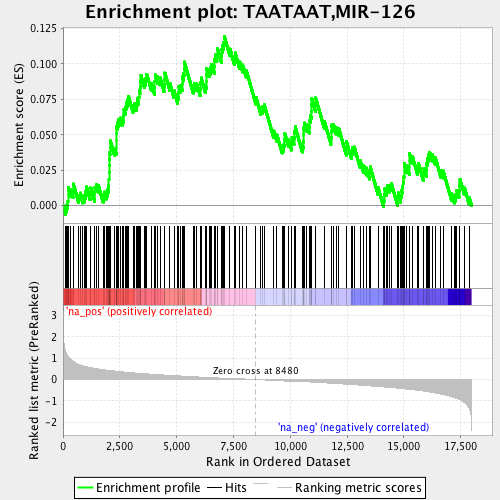 Enrichment plot: TAATAAT,MIR-126
Enrichment score (ES)
0.125
0.100
0.075
0.050
0.025
0.000
'na_pos' (positively correlated)
Ranked list metric (PreRanked)
3
2
1
0
-1
-2
Zero cross at 8480
'na_neg' (negatively correlated)
0
2,500
5,000
7,500
10,000
12,500
15,000
17,500
Rank in Ordered Dataset
Enrichment profile
Hits
Ranking metric scores